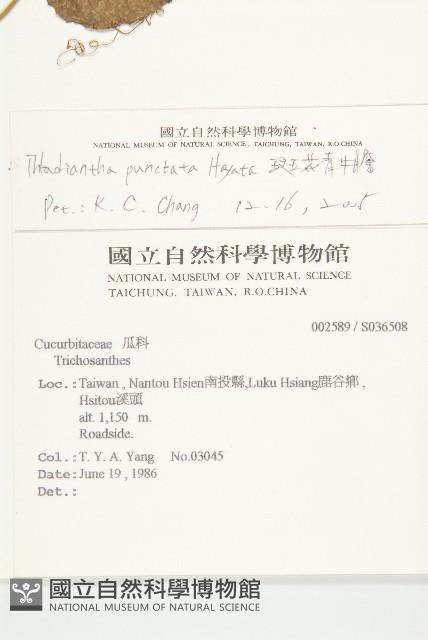 國立自然科學博物館
NATIONAL MUSEUM OF NATURAL SCIENCE, TAICHUNG, TAIWAN, R.O.CHINA
Thladiantha punctata Hayata 斑花青牛膽
Det.: K. C. Chang 12-16, 2005
國立自然科學博物館
NATIONAL MUSEUM OF NATURAL SCIENCE
TAICHUNG, TAIWAN, R.O.CHINA
002589 / S036508
Cucurbitaceae 瓜科
Trichosanthes
Loc.:Taiwan , Nantou Hsien南投縣,Luku Hsiang鹿谷鄉 ,
Hsitou溪頭
alt. 1,150 m.
Roadside.
Col.:T. Y. A. Yang No.03045
Date:June 19 , 1986
Det.:
國立自然科學博物館
NATIONAL MUSEUM OF NATURAL SCIENCE